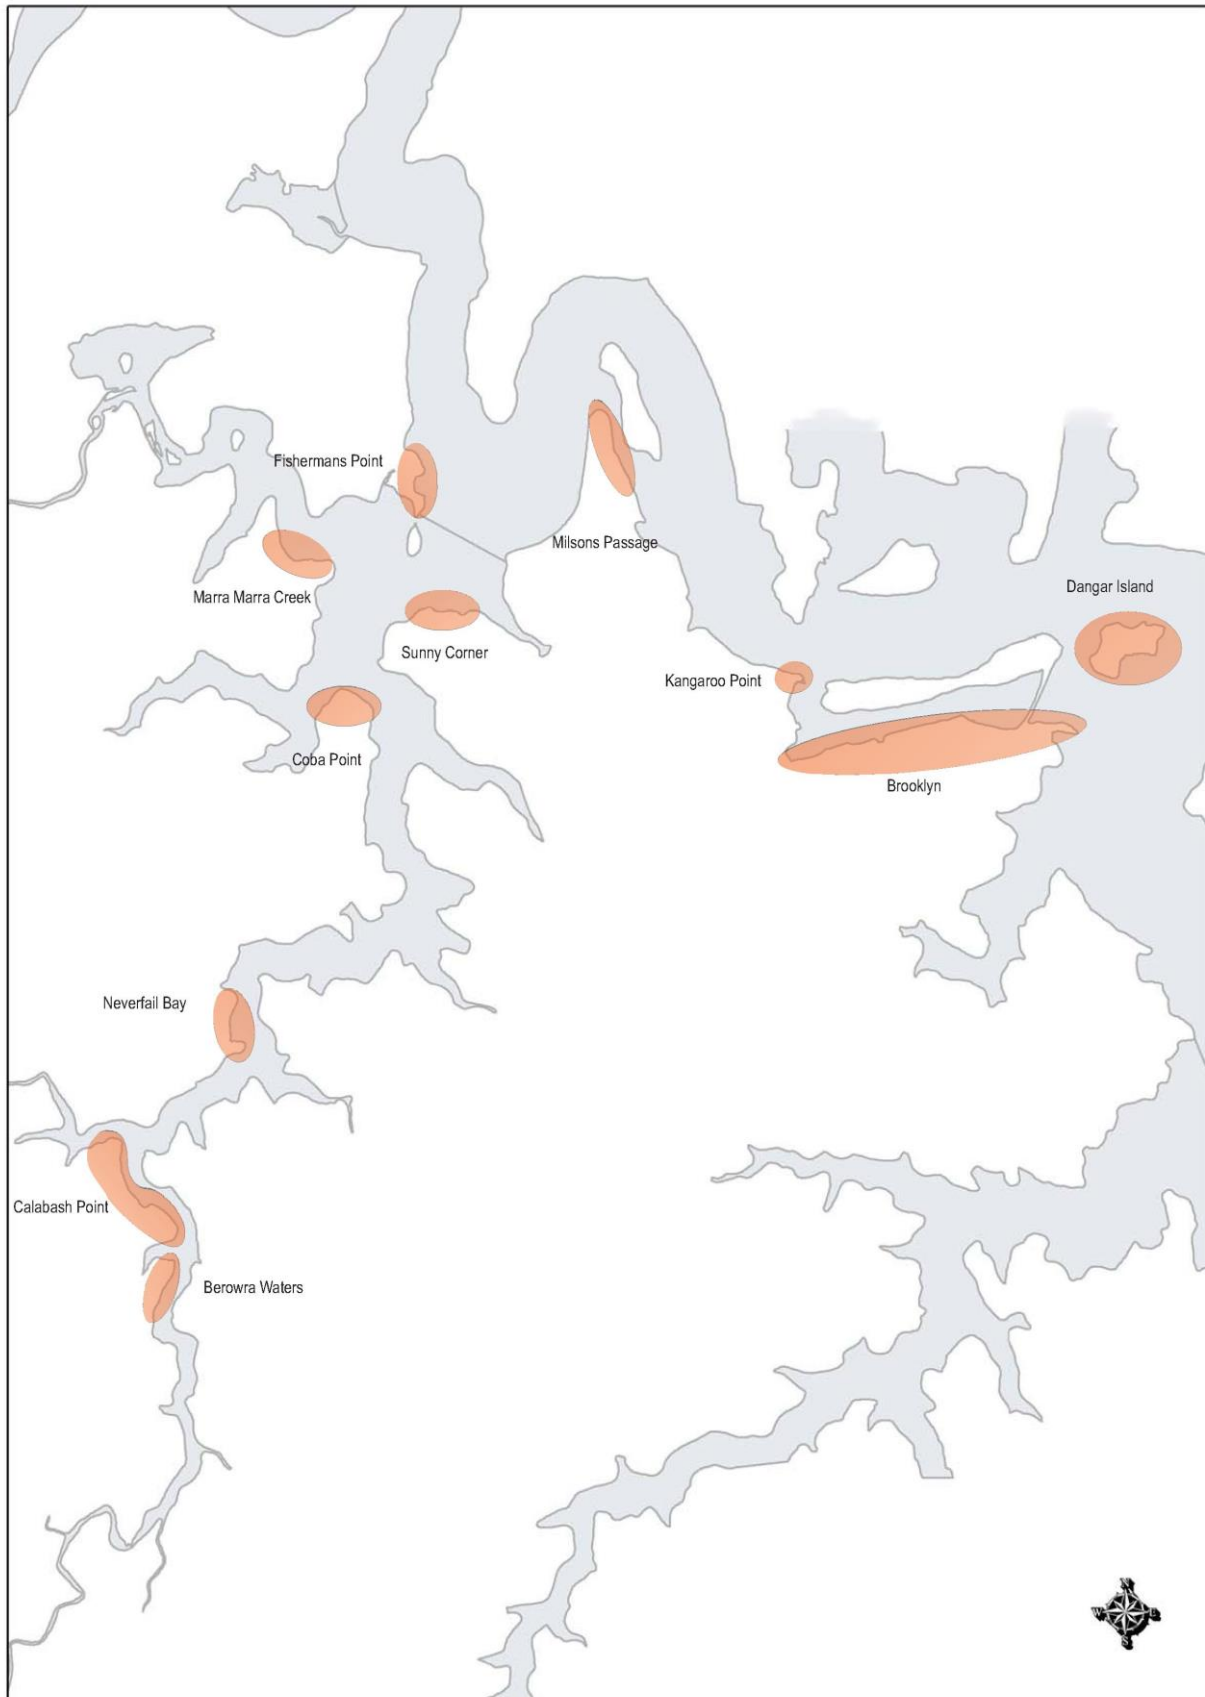 Fishermans Point
Milsons Passage
Marra Marra Creek
Dangar Island
Sunny Corner
Kangaroo Point
Coba Point
Brooklyn
Neverfail Bay
Calabash Point
Berowra Waters
N
W E
S